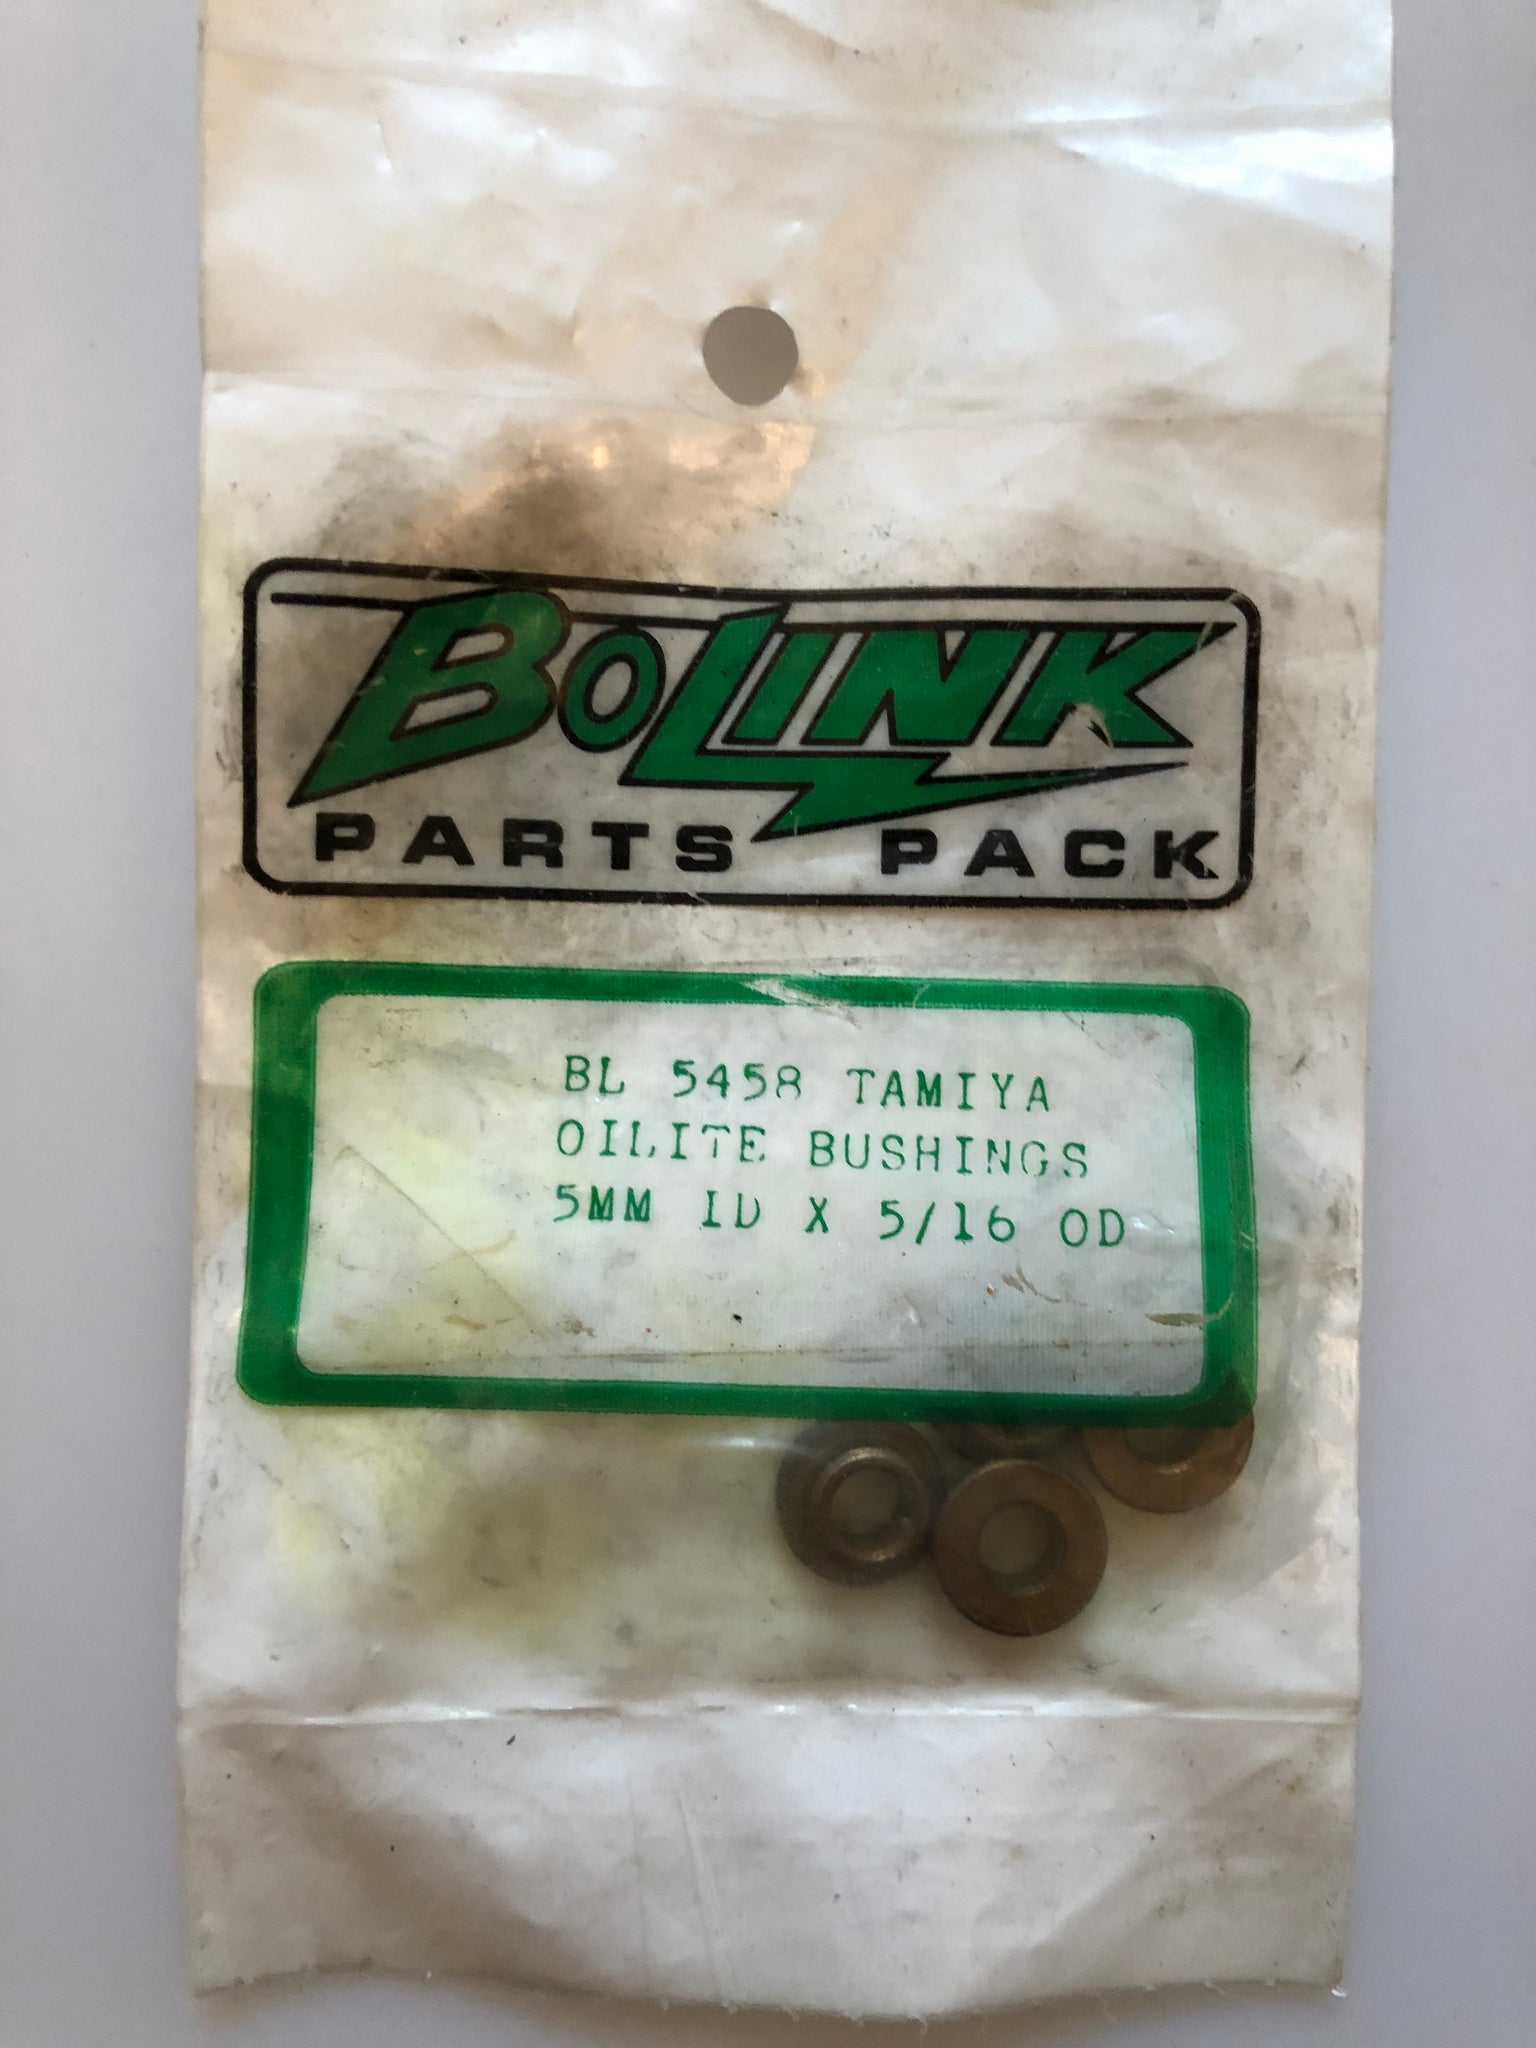 BOLINK
PARTS PACK
BL 5458 TAMIYA
OILITE BUSHINGS
5MM ID X 5/16 OD